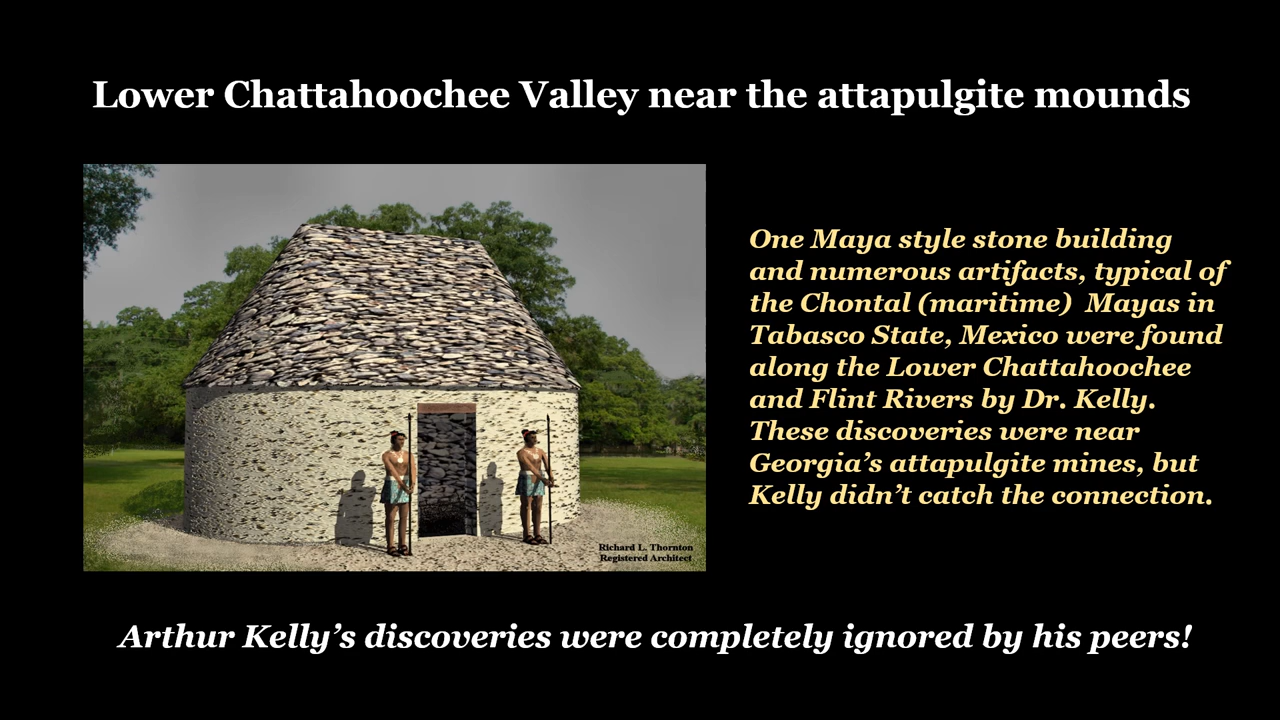 Lower Chattahoochee Valley near the attapulgite mounds
One Maya style stone building
and numerous artifacts, typical of
the Chontal (maritime)  Mayas in
Tabasco State, Mexico were found
along the Lower Chattahoochee
and Flint Rivers by Dr. Kelly.
These discoveries were near
Georgia’s attapulgite mines, but
Kelly didn’t catch the connection.
Richard L. Thornton
Registered Architect
Arthur Kelly’s discoveries were completely ignored by his peers!